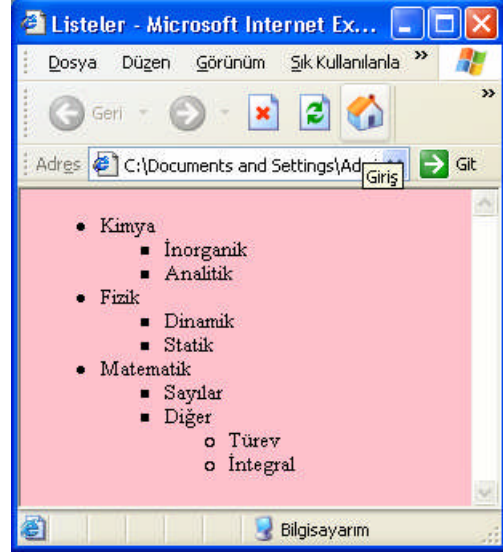 Listeler - Microsoft Internet Ex...
Dosya Düzen Görünüm Sık Kullanılanla »
Geri »
Adres C:\Documents and Settings\Ad Git
Giriş
Kimya
İnorganik
Analitik
Fizik
Dinamik
Statik
Matematik
Sayılar
Diğer
Türev
İntegral
Bilgisayarım